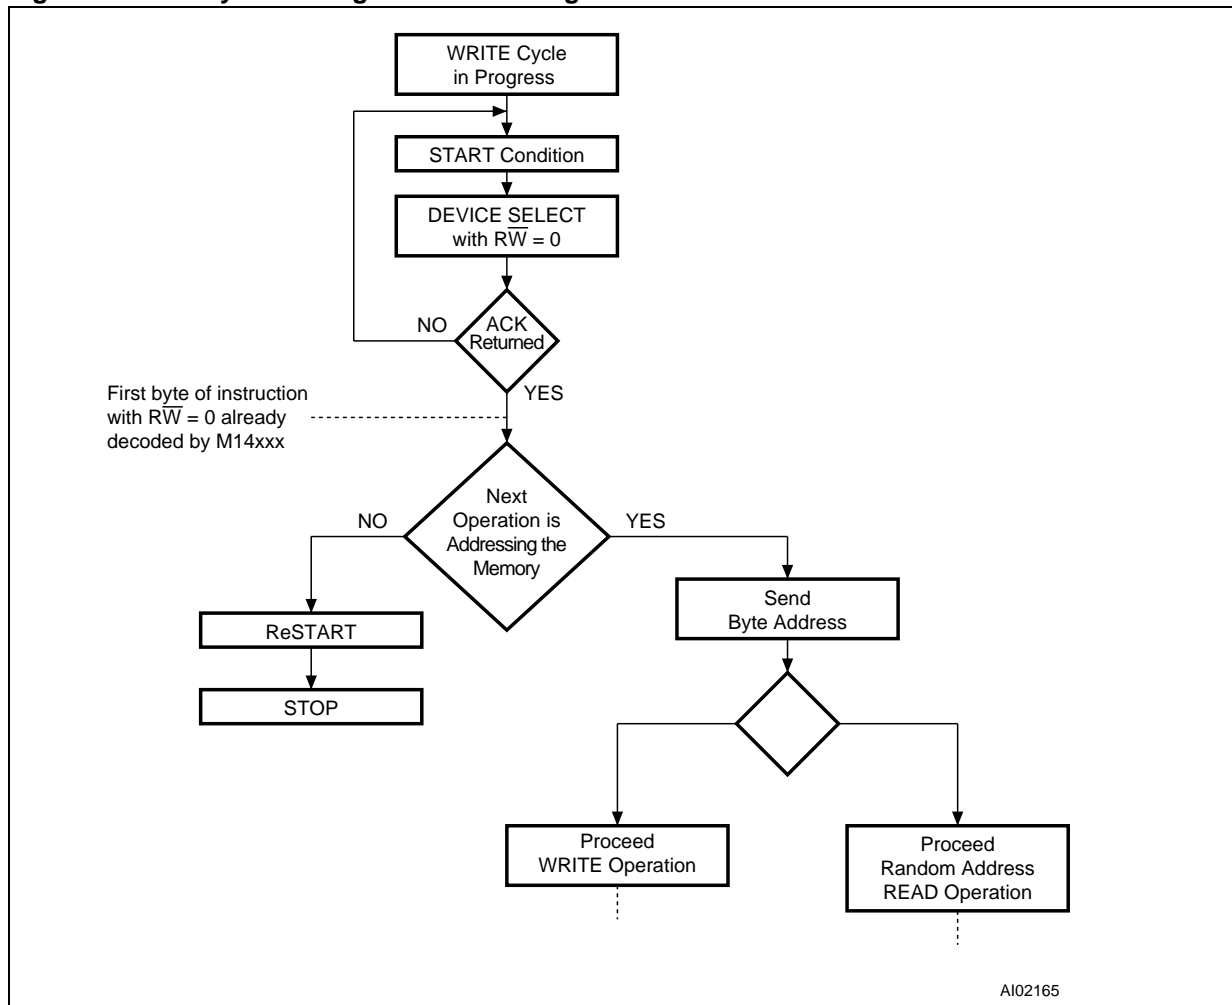 WRITE Cycle
in Progress
START Condition
DEVICE SELECT
with RW̅ = 0
NO
ACK
Returned
YES
First byte of instruction
with RW̅ = 0 already
decoded by M14xxx
NO
Next
Operation is
Addressing the
Memory
YES
Send
Byte Address
ReSTART
STOP
Proceed
WRITE Operation
Proceed
Random Address
READ Operation
AI02165